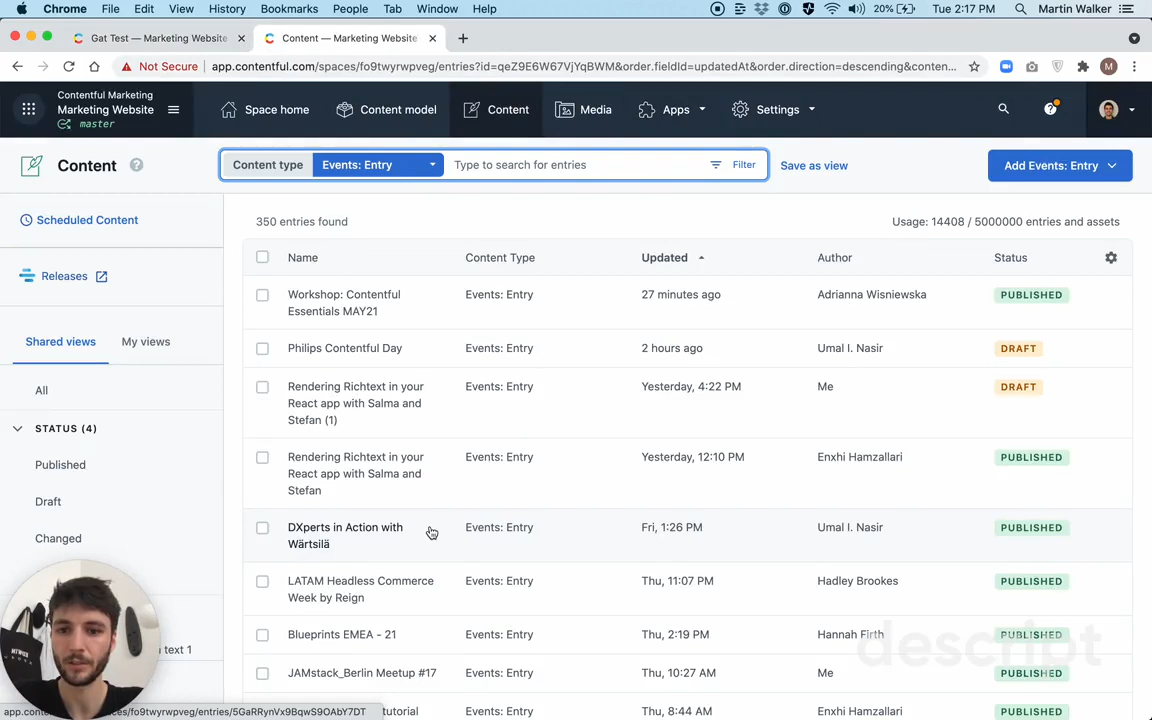 Chrome File Edit View History Bookmarks People Tab Window Help 20% Tue 2:17 PM Martin Walker
Gat Test — Marketing Website Content — Marketing Website
Not Secure app.contentful.com/spaces/fo9twyrwpveg/entries?id=qeZ9E6W67VjYqBWM&order.fieldId=updatedAt&order.direction=descending&conten... M
Contentful Marketing
Marketing Website
master
Space home Content model Content Media Apps Settings
Content Content type Events: Entry Type to search for entries Filter Save as view Add Events: Entry
Scheduled Content
Releases
Shared views My views
All
STATUS (4)
Published
Draft
Changed
text 1
350 entries found Usage: 14408 / 5000000 entries and assets
Name Content Type Updated Author Status
Workshop: Contentful Essentials MAY21 Events: Entry 27 minutes ago Adrianna Wisniewska PUBLISHED
Philips Contentful Day Events: Entry 2 hours ago Umal I. Nasir DRAFT
Rendering Richtext in your React app with Salma and Stefan (1) Events: Entry Yesterday, 4:22 PM Me DRAFT
Rendering Richtext in your React app with Salma and Stefan Events: Entry Yesterday, 12:10 PM Enxhi Hamzallari PUBLISHED
DXperts in Action with Wärtsilä Events: Entry Fri, 1:26 PM Umal I. Nasir PUBLISHED
LATAM Headless Commerce Week by Reign Events: Entry Thu, 11:07 PM Hadley Brookes PUBLISHED
Blueprints EMEA - 21 Events: Entry Thu, 2:19 PM Hannah Firth PUBLISHED
JAMstack_Berlin Meetup #17 Events: Entry Thu, 10:27 AM Me PUBLISHED
tutorial Events: Entry Thu, 8:44 AM Enxhi Hamzallari PUBLISHED
descript